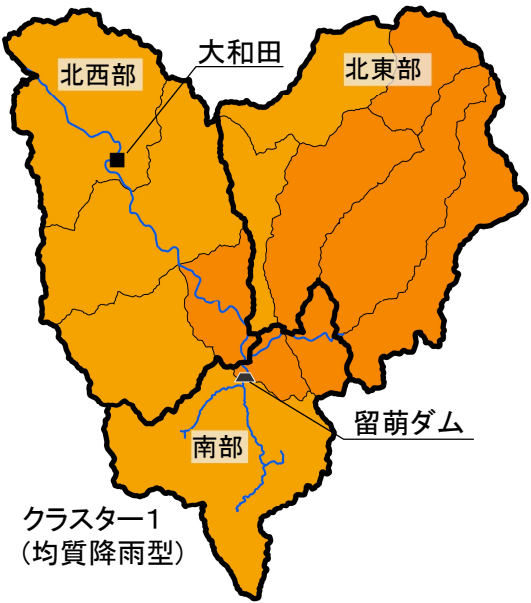 大和田
北西部
北東部
留萌ダム
南部
クラスター1
(均質降雨型)